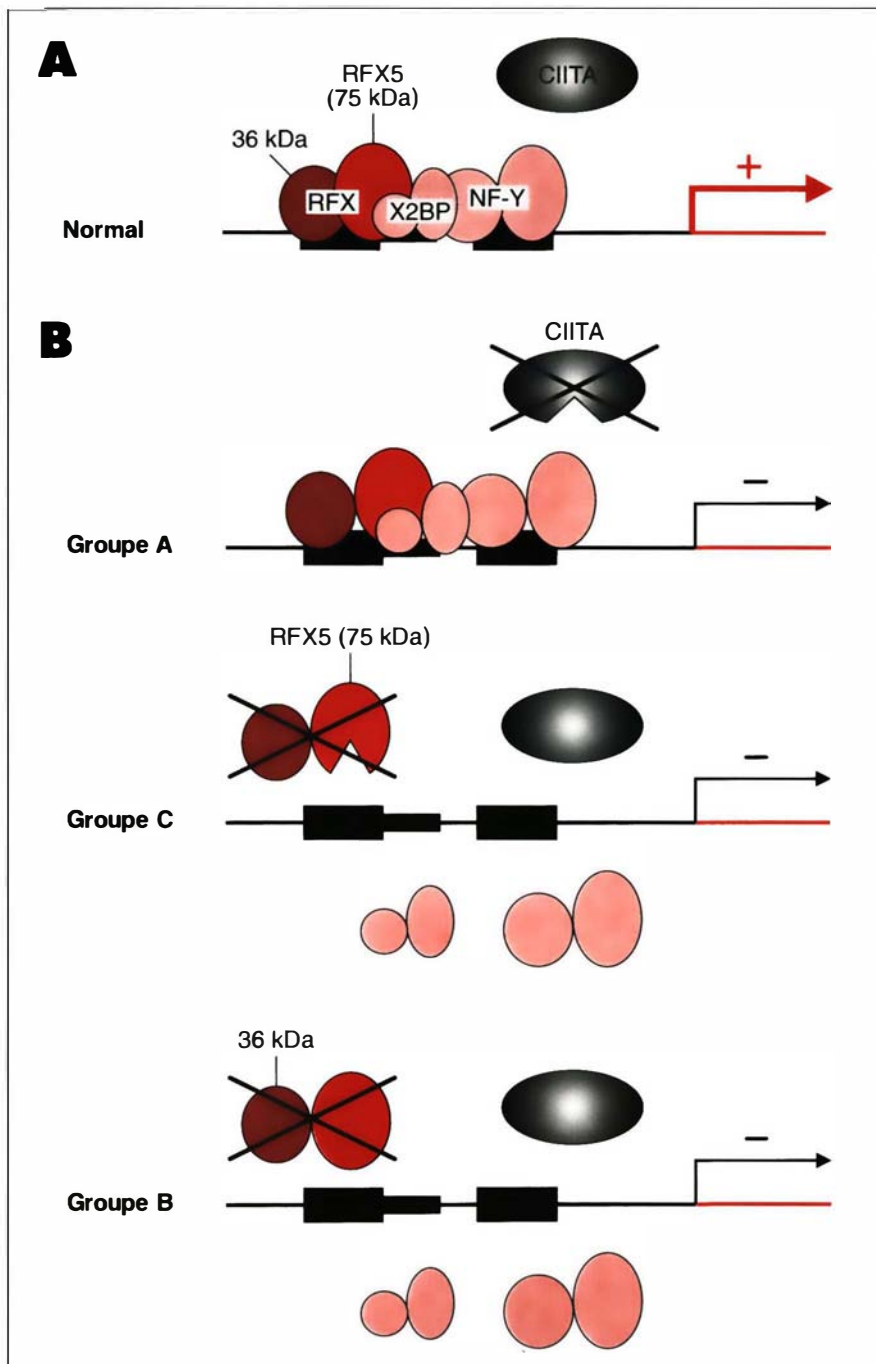 A
CIITA
RFX5
(75 kDa)
36 kDa
RFX
X2BP
NF-Y
+
Normal
B
CIITA
–
Groupe A
RFX5 (75 kDa)
–
Groupe C
36 kDa
–
Groupe B